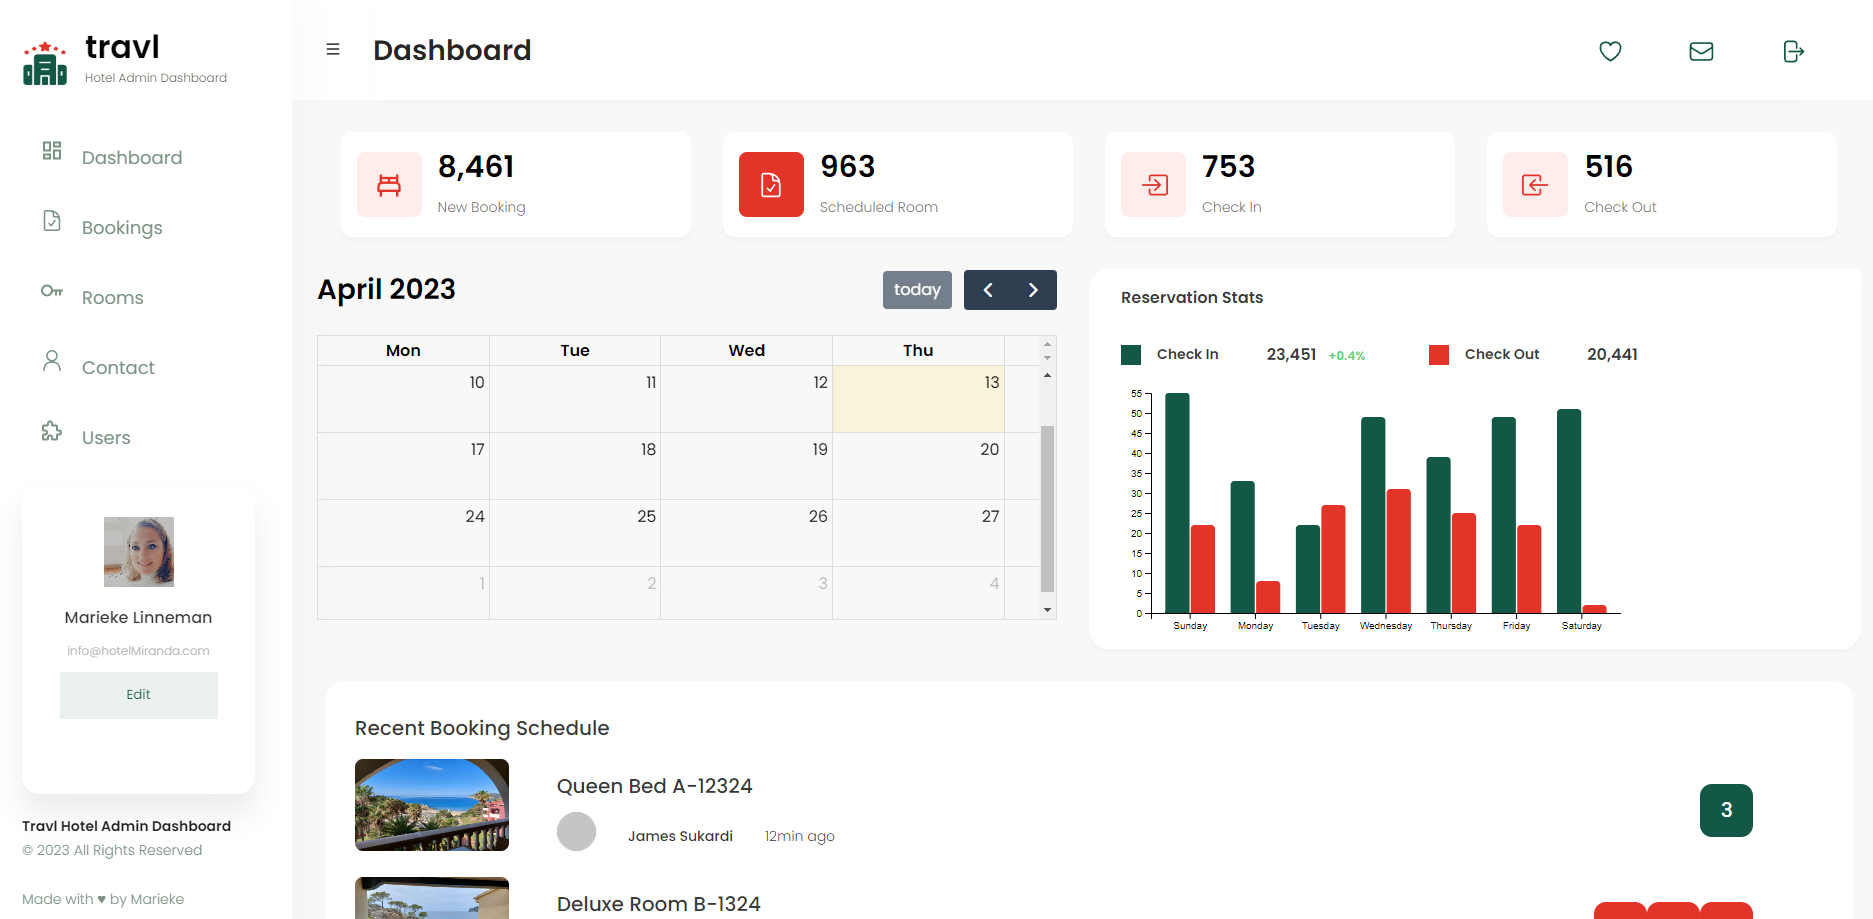 travl
Hotel Admin Dashboard
Dashboard
Bookings
Rooms
Contact
Users
Marieke Linneman
info@hotelMiranda.com
Edit
Travl Hotel Admin Dashboard
© 2023 All Rights Reserved
Made with ♥ by Marieke
Dashboard
8,461
New Booking
963
Scheduled Room
753
Check In
516
Check Out
April 2023
today
Mon Tue Wed Thu
10 11 12 13
17 18 19 20
24 25 26 27
1 2 3 4
Reservation Stats
Check In 23,451 +0.4% Check Out 20,441
55
50
45
40
35
30
25
20
15
10
5
0
Sunday Monday Tuesday Wednesday Thursday Friday Saturday
Recent Booking Schedule
Queen Bed A-12324
James Sukardi 12min ago
3
Deluxe Room B-1324